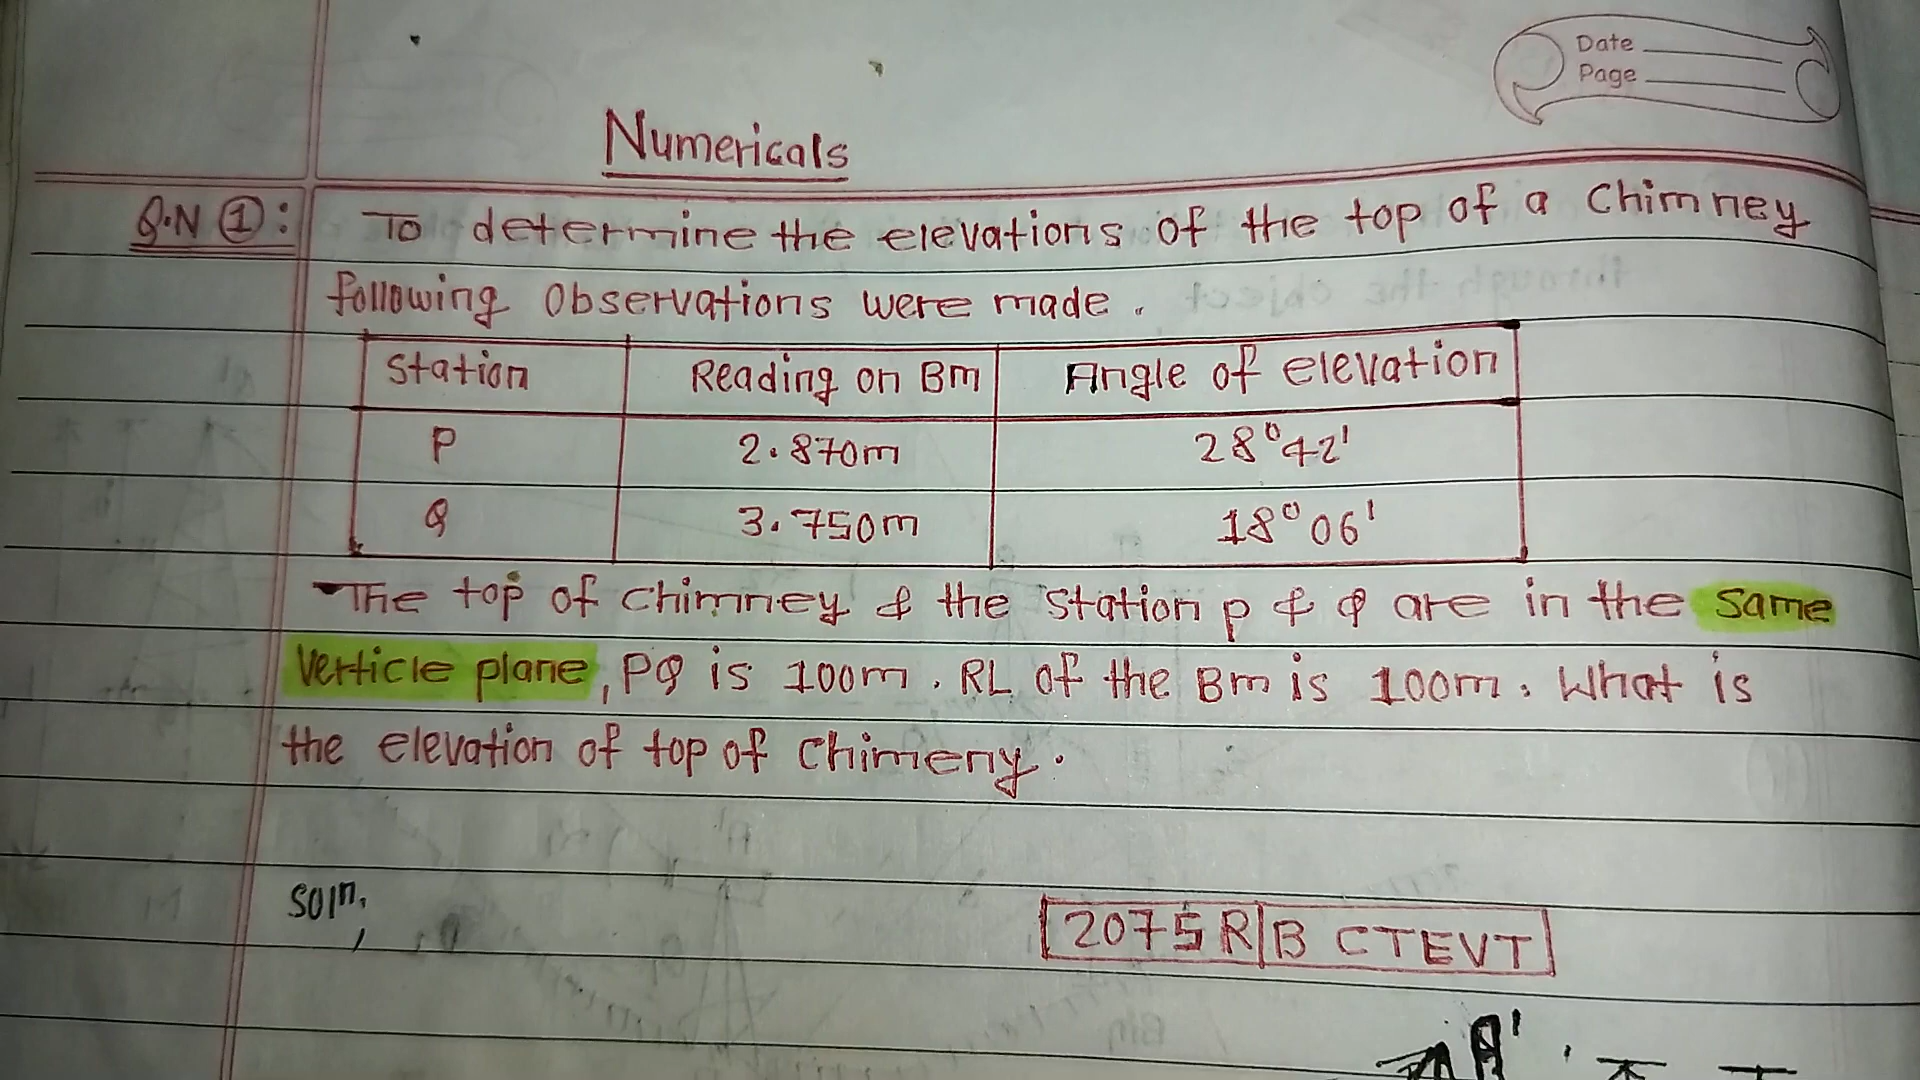 Date
Page
Numericals
Q.N ①: To determine the elevations of the top of a chimney
following observations were made.
Station Reading on Bm Angle of elevation
P 2.870m 28°42'
Q 3.750m 18°06'
The top of chimney & the station p & q are in the same
verticle plane, PQ is 100m. RL of the Bm is 100m. What is
the elevation of top of chimeny.
Soln,
2075 R/B CTEVT
A'